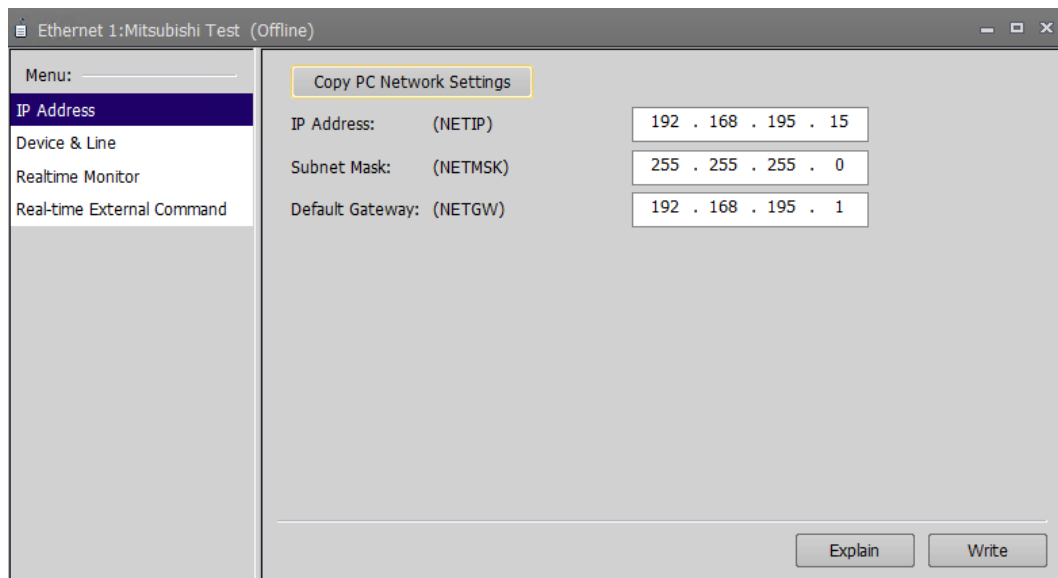 Ethernet 1:Mitsubishi Test (Offline)
Menu:
IP Address
Device & Line
Realtime Monitor
Real-time External Command
Copy PC Network Settings
IP Address: (NETIP) 192 . 168 . 195 . 15
Subnet Mask: (NETMSK) 255 . 255 . 255 . 0
Default Gateway: (NETGW) 192 . 168 . 195 . 1
Explain Write